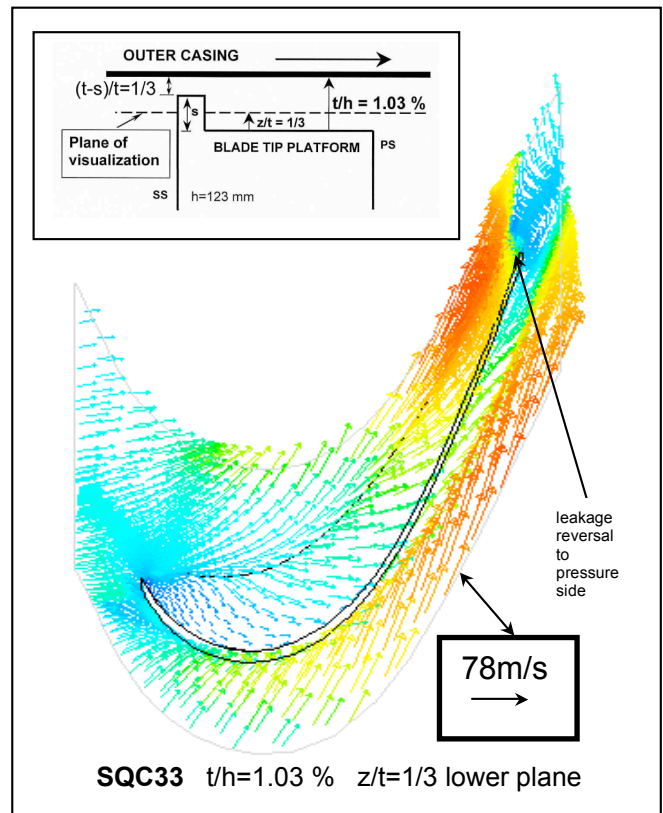 OUTER CASING
(t-s)/t=1/3
t/h = 1.03 %
s
z/t = 1/3
Plane of
visualization
BLADE TIP PLATFORM
PS
SS
h=123 mm
leakage
reversal
to
pressure
side
78m/s
SQC33 t/h=1.03 % z/t=1/3 lower plane